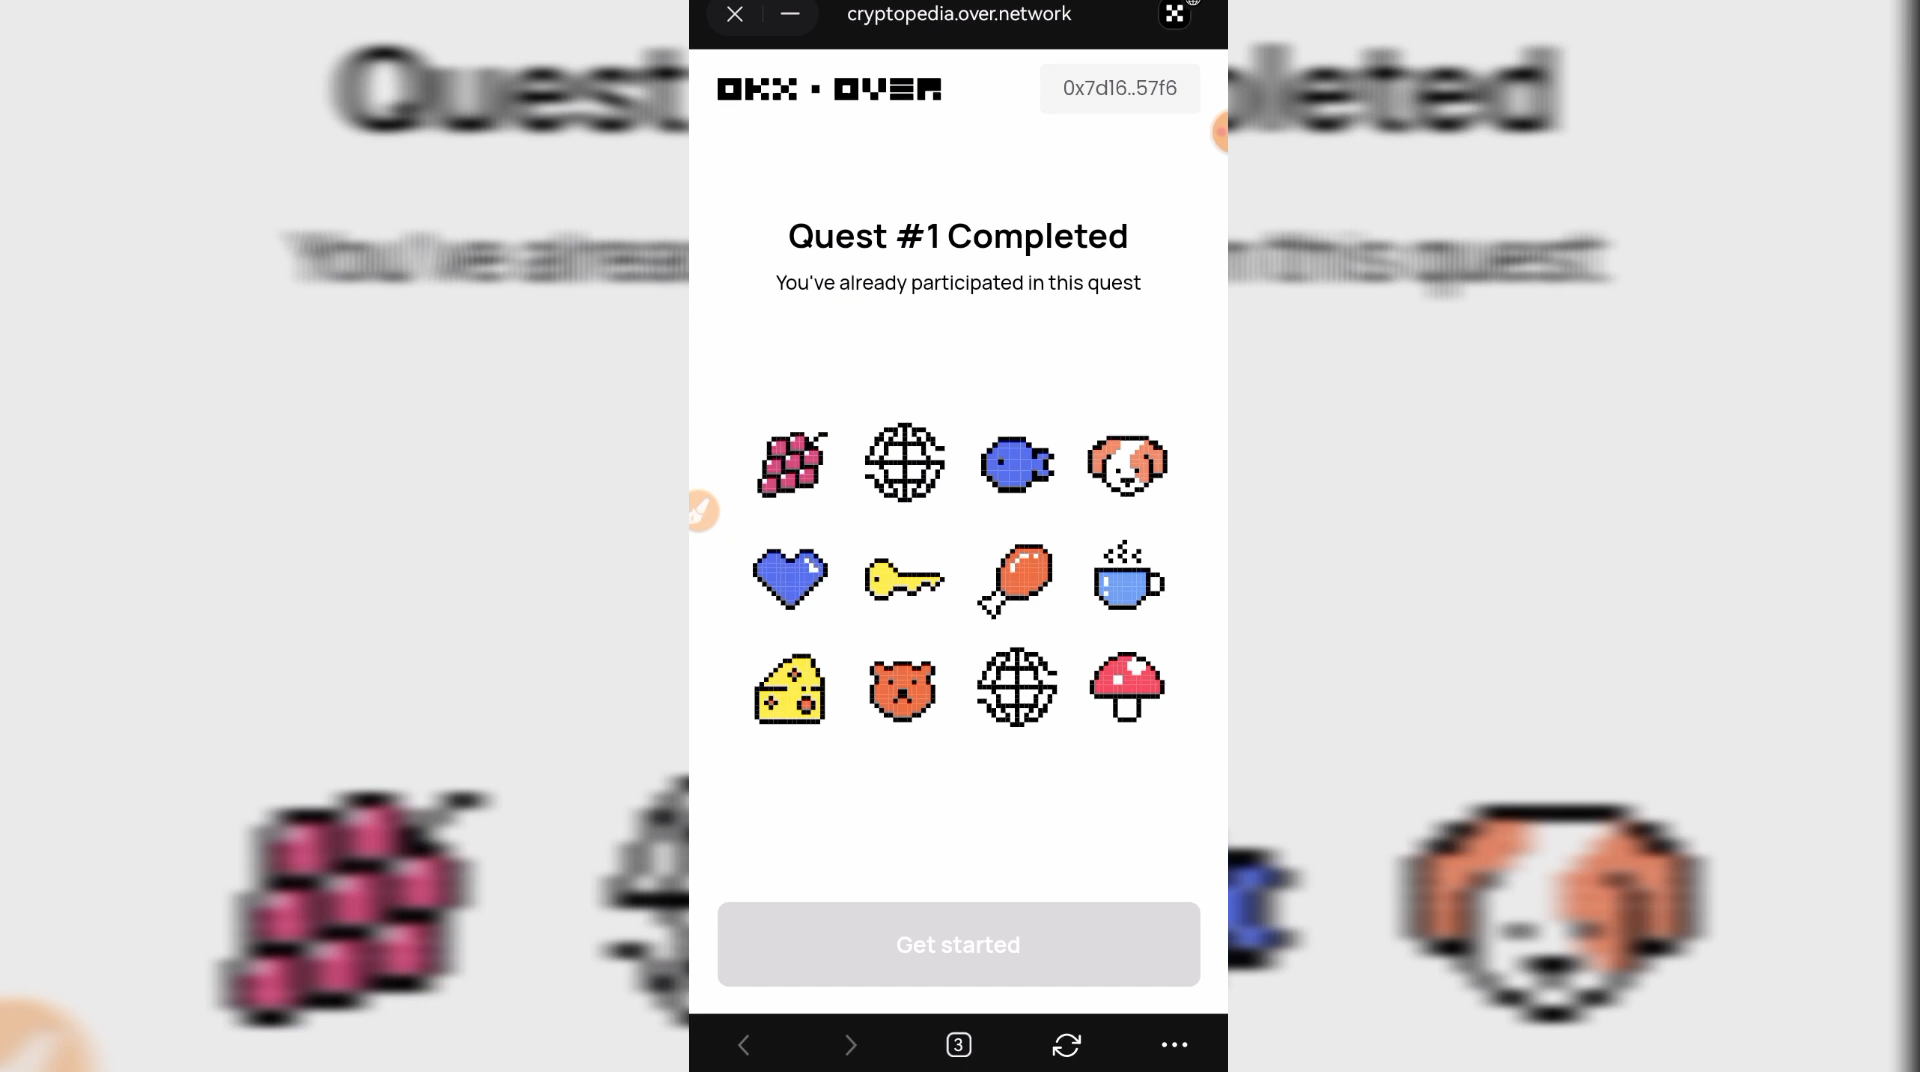 cryptopedia.over.network
OKX · OVER
0x7d16..57f6
Quest #1 Completed
You've already participated in this quest
Get started
3